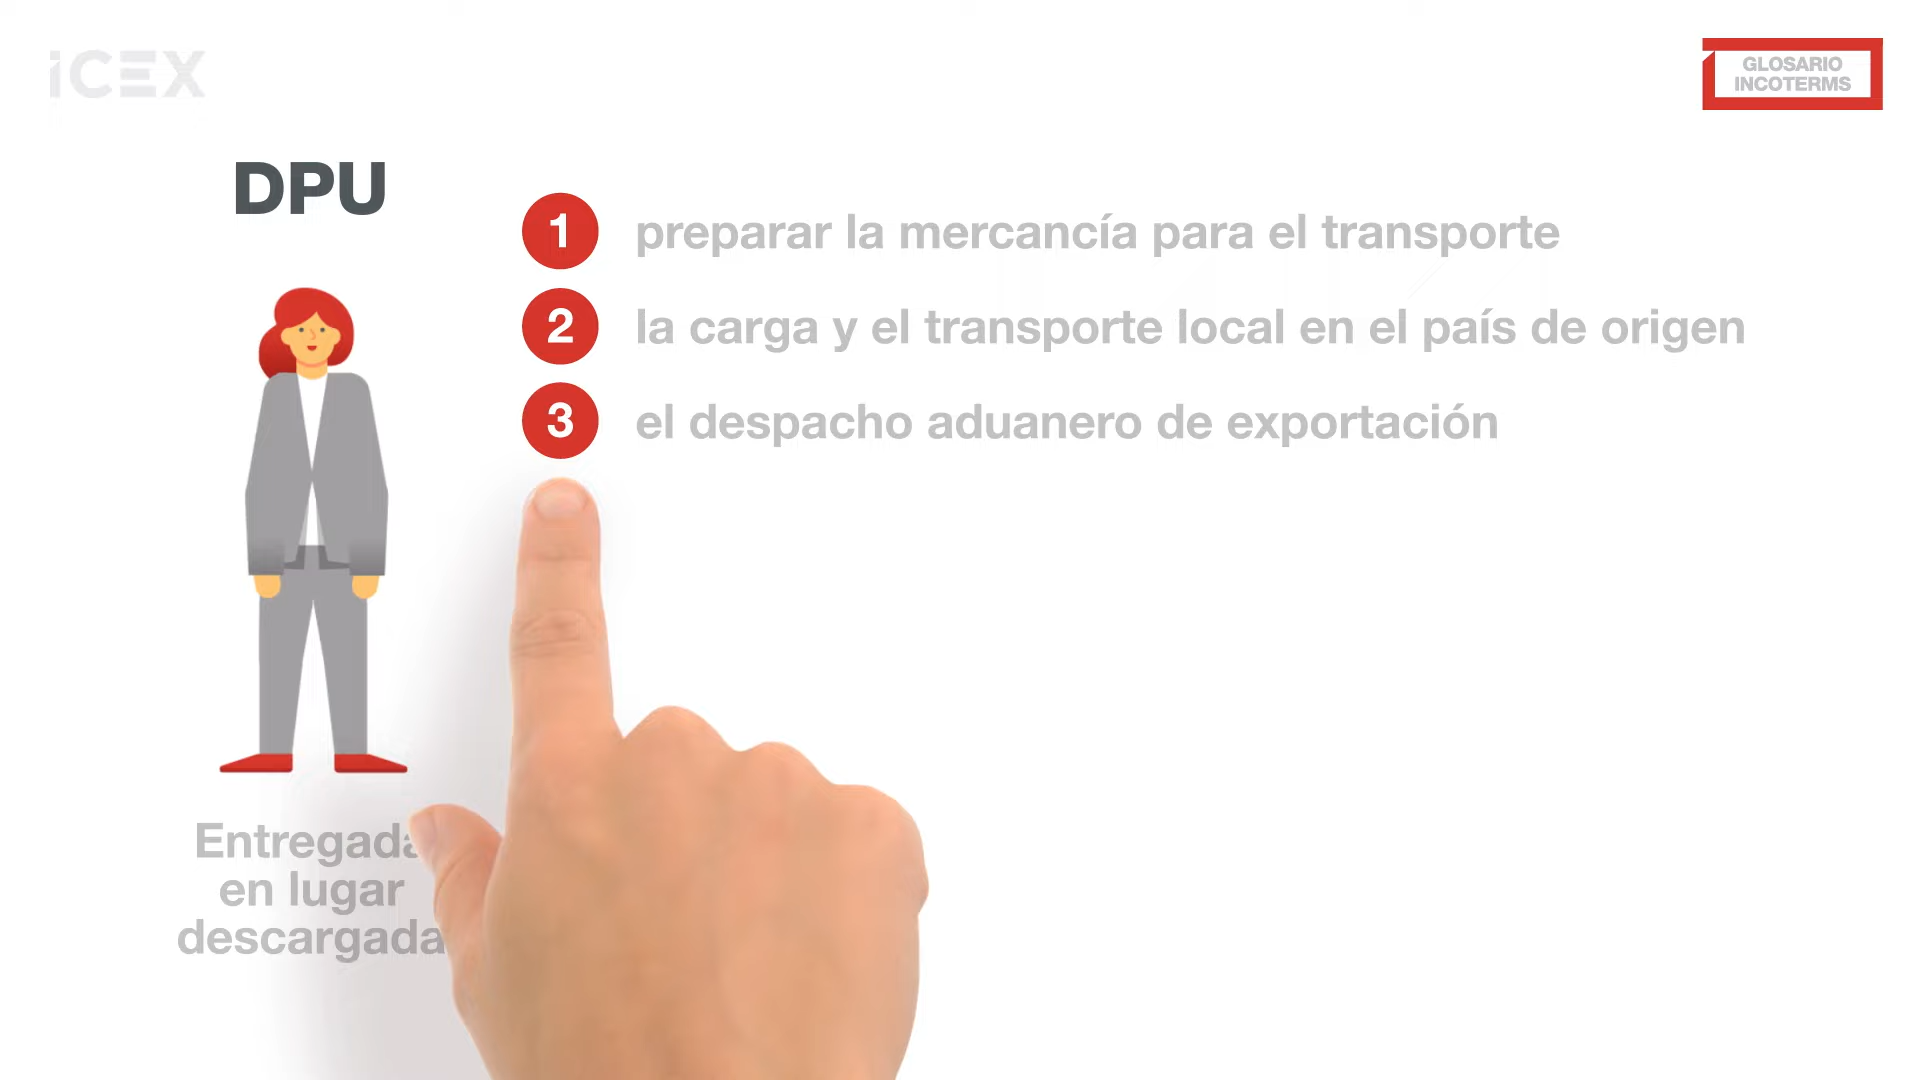 iCEX
GLOSARIO
INCOTERMS
DPU
1 preparar la mercancía para el transporte
2 la carga y el transporte local en el país de origen
3 el despacho aduanero de exportación
Entregada
en lugar
descargada